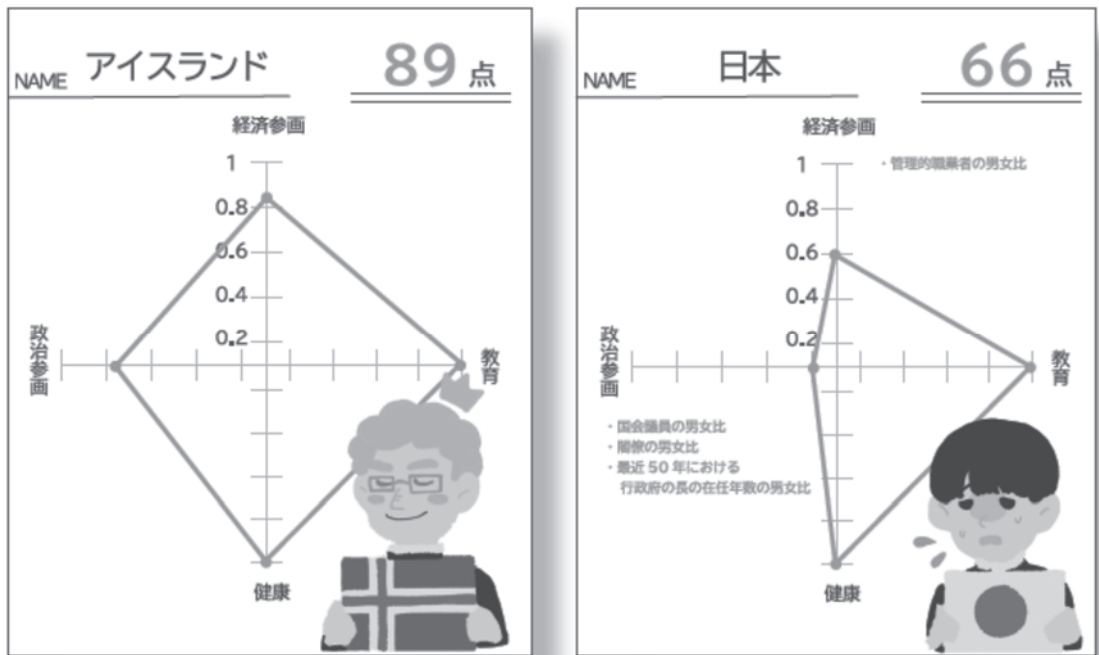 NAME アイスランド 89点
経済参画
1
0.8
0.6
0.4
0.2
政治参画
教育
健康
NAME 日本 66点
経済参画
1
・管理的職業者の男女比
0.8
0.6
0.4
0.2
政治参画
教育
・国会議員の男女比
・閣僚の男女比
・最近50年における
行政府の長の在任年数の男女比
健康